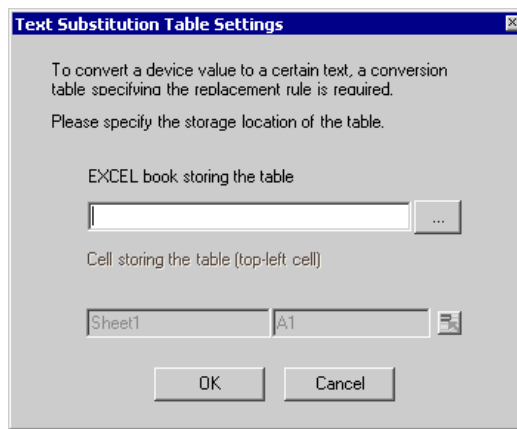 Text Substitution Table Settings
To convert a device value to a certain text, a conversion
table specifying the replacement rule is required.
Please specify the storage location of the table.
EXCEL book storing the table
...
Cell storing the table (top-left cell)
Sheet1 A1
OK Cancel